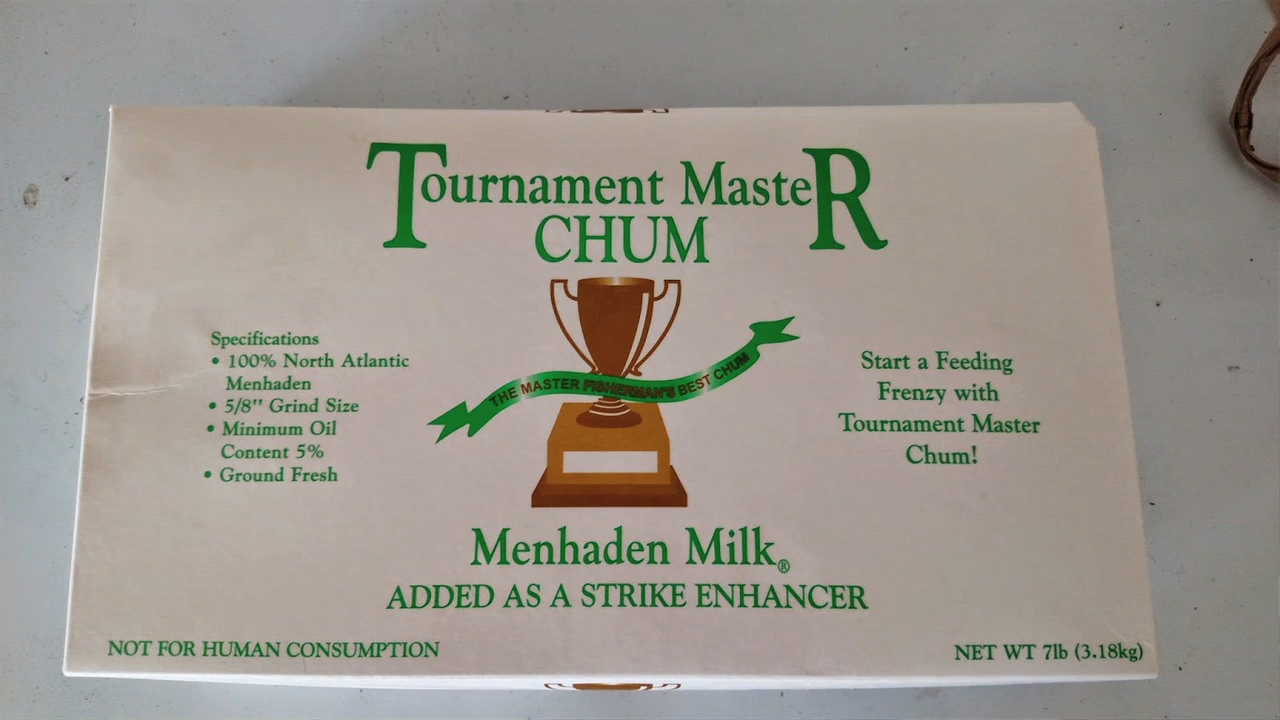 Tournament MasteR
CHUM
THE MASTER FISHERMAN'S BEST CHUM
Specifications
• 100% North Atlantic
Menhaden
• 5/8" Grind Size
• Minimum Oil
Content 5%
• Ground Fresh
Start a Feeding
Frenzy with
Tournament Master
Chum!
Menhaden Milk®
ADDED AS A STRIKE ENHANCER
NOT FOR HUMAN CONSUMPTION
NET WT 7lb (3.18kg)